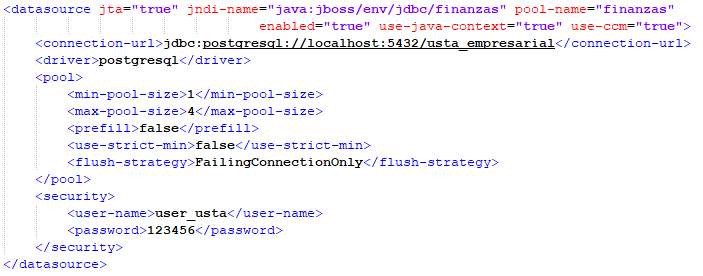 <datasource jta="true" jndi-name="java:jboss/env/jdbc/finanzas" pool-name="finanzas"
enabled="true" use-java-context="true" use-ccm="true">
<connection-url>jdbc:postgresql://localhost:5432/usta_empresarial</connection-url>
<driver>postgresql</driver>
<pool>
<min-pool-size>1</min-pool-size>
<max-pool-size>4</max-pool-size>
<prefill>false</prefill>
<use-strict-min>false</use-strict-min>
<flush-strategy>FailingConnectionOnly</flush-strategy>
</pool>
<security>
<user-name>user_usta</user-name>
<password>123456</password>
</security>
</datasource>